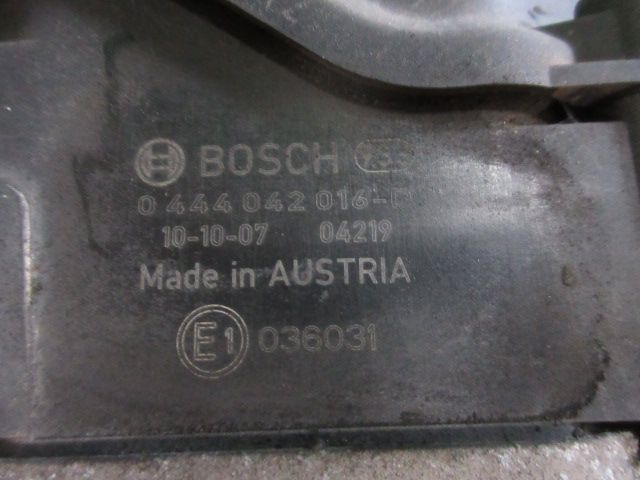 BOSCH
0 444 042 016-
10-10-07 04219
Made in AUSTRIA
E1 036031